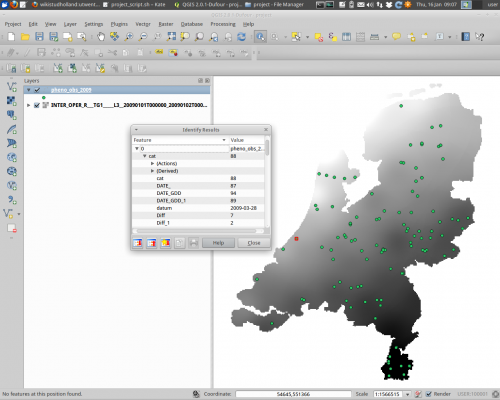 wikistudholland unwent... project_script.sh - Kate QGIS 2.0.1-Dufour - proj... project - File Manager Thu, 16 Jan 09:07 user
Project Edit View Layer Settings Plugins Vector Raster Database Processing Help
Layers
pheno_obs_2009
INTER_OPER_R___TG1____L3__20090101T000000_20090102T000...
Identify Results
Feature Value
0 pheno_obs_2...
cat 88
(Actions)
(Derived)
cat 88
DATE_ 87
DATE_GDD 94
DATE_GDD_1 89
datum 2009-03-28
Diff 7
Diff_1 2
Help Close
No features at this position found. Coordinate: 54645,551366 Scale 1:1566515 Render